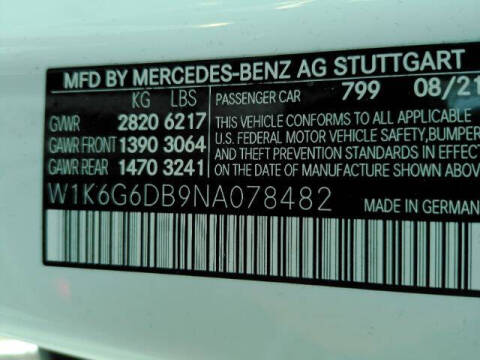 MFD BY MERCEDES-BENZ AG STUTTGART
KG LBS PASSENGER CAR 799 08/21
GVWR 2820 6217 THIS VEHICLE CONFORMS TO ALL APPLICABLE
GAWR FRONT 1390 3064 U.S. FEDERAL MOTOR VEHICLE SAFETY, BUMPER
GAWR REAR 1470 3241 AND THEFT PREVENTION STANDARDS IN EFFECT ON
THE DATE OF MANUFACTURE SHOWN ABOVE.
W1K6G6DB9NA078482 MADE IN GERMAN